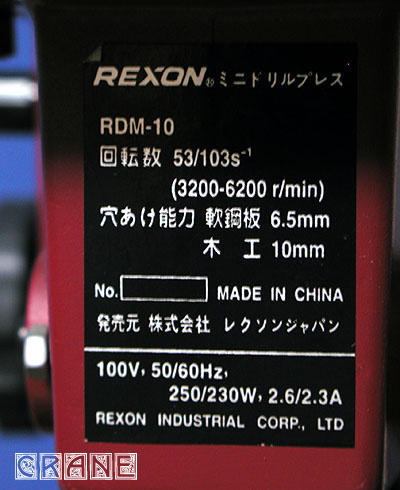 REXON® ミニドリルプレス
RDM-10
回転数 53/103s⁻¹
(3200-6200 r/min)
穴あけ能力 軟鋼板 6.5mm
木 工 10mm
No. MADE IN CHINA
発売元 株式会社 レクソンジャパン
100V, 50/60Hz,
250/230W, 2.6/2.3A
REXON INDUSTRIAL CORP., LTD
CRANE